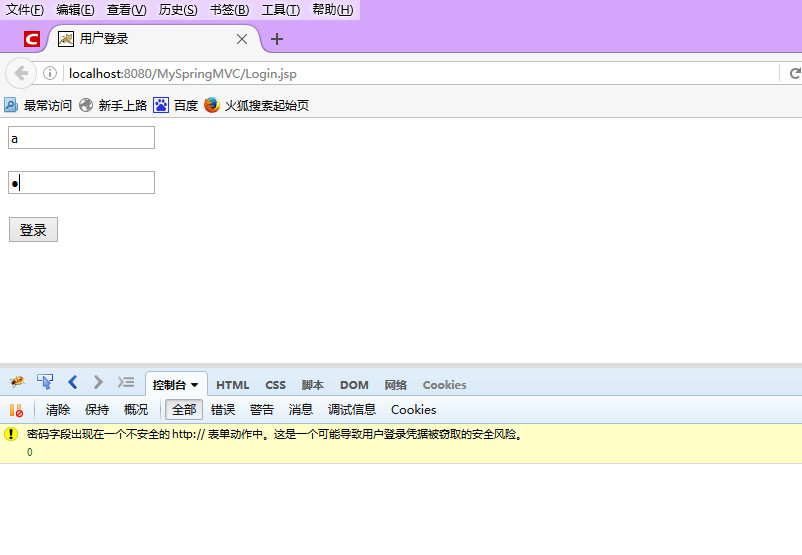 文件(F) 编辑(E) 查看(V) 历史(S) 书签(B) 工具(T) 帮助(H)
C 用户登录
localhost:8080/MySpringMVC/Login.jsp
最常访问 新手上路 百度 火狐搜索起始页
a
登录
控制台 HTML CSS 脚本 DOM 网络 Cookies
清除 保持 概况 全部 错误 警告 消息 调试信息 Cookies
密码字段出现在一个不安全的 http:// 表单动作中。这是一个可能导致用户登录凭据被窃取的安全风险。
0